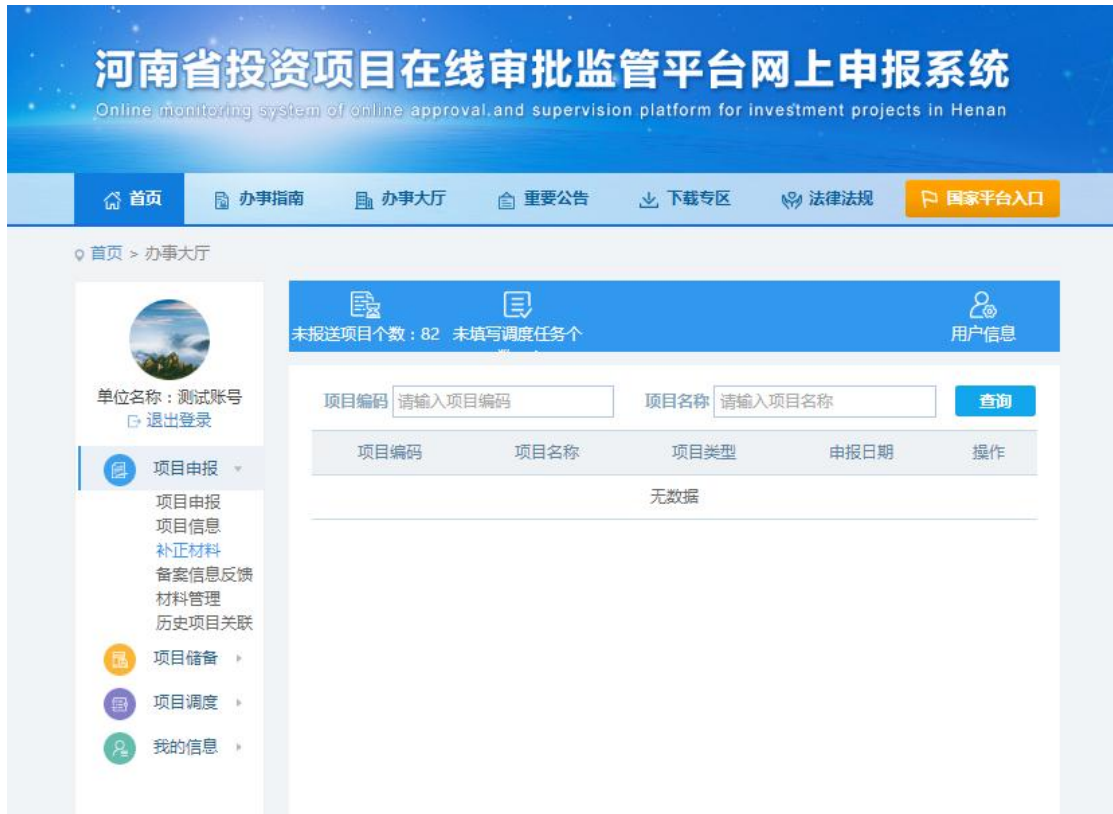 河南省投资项目在线审批监管平台网上申报系统
Online monitoring system of online approval and supervision platform for investment projects in Henan
首页 办事指南 办事大厅 重要公告 下载专区 法律法规 国家平台入口
首页 > 办事大厅
未报送项目个数：82 未填写调度任务个
用户信息
单位名称：测试账号
退出登录
项目编码 请输入项目编码 项目名称 请输入项目名称 查询
项目编码 项目名称 项目类型 申报日期 操作
无数据
项目申报
项目申报
项目信息
补正材料
备案信息反馈
材料管理
历史项目关联
项目储备
项目调度
我的信息